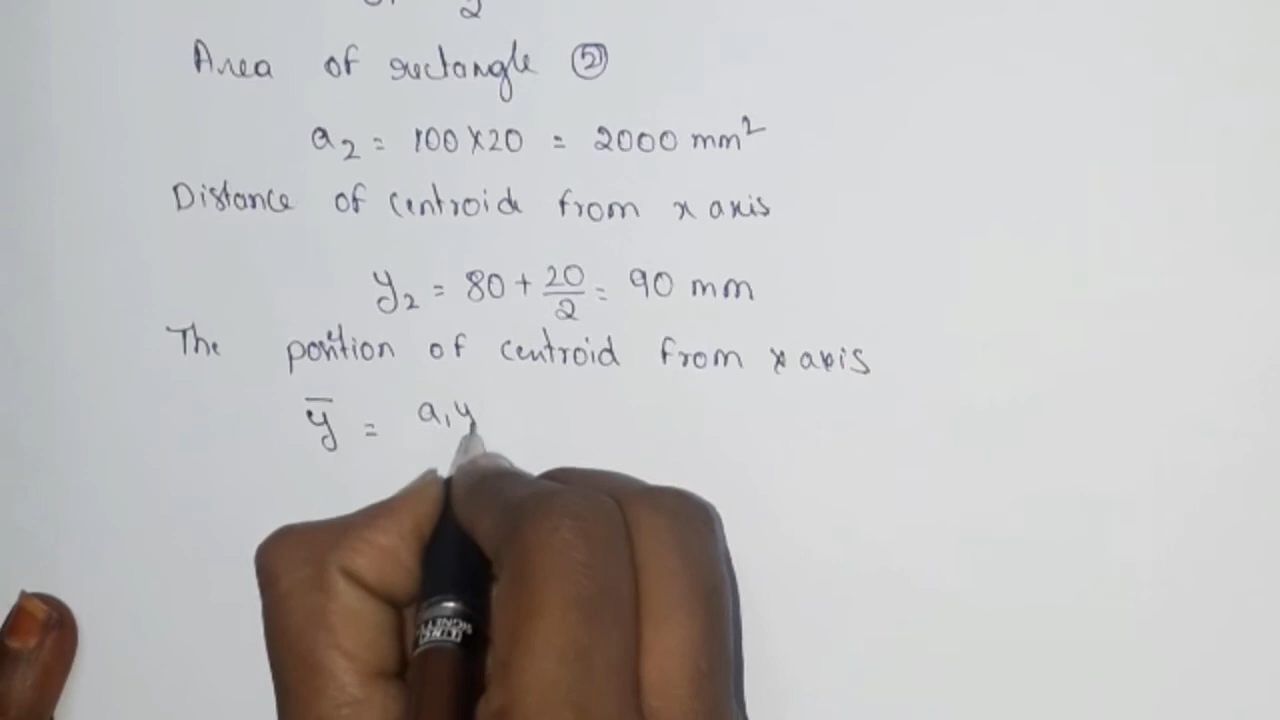 2
Area of rectangle ②
a₂ = 100 × 20 = 2000 mm²
Distance of centroid from x axis
y₂ = 80 + 20/2 = 90 mm
The position of centroid from x axis
ȳ = a₁y